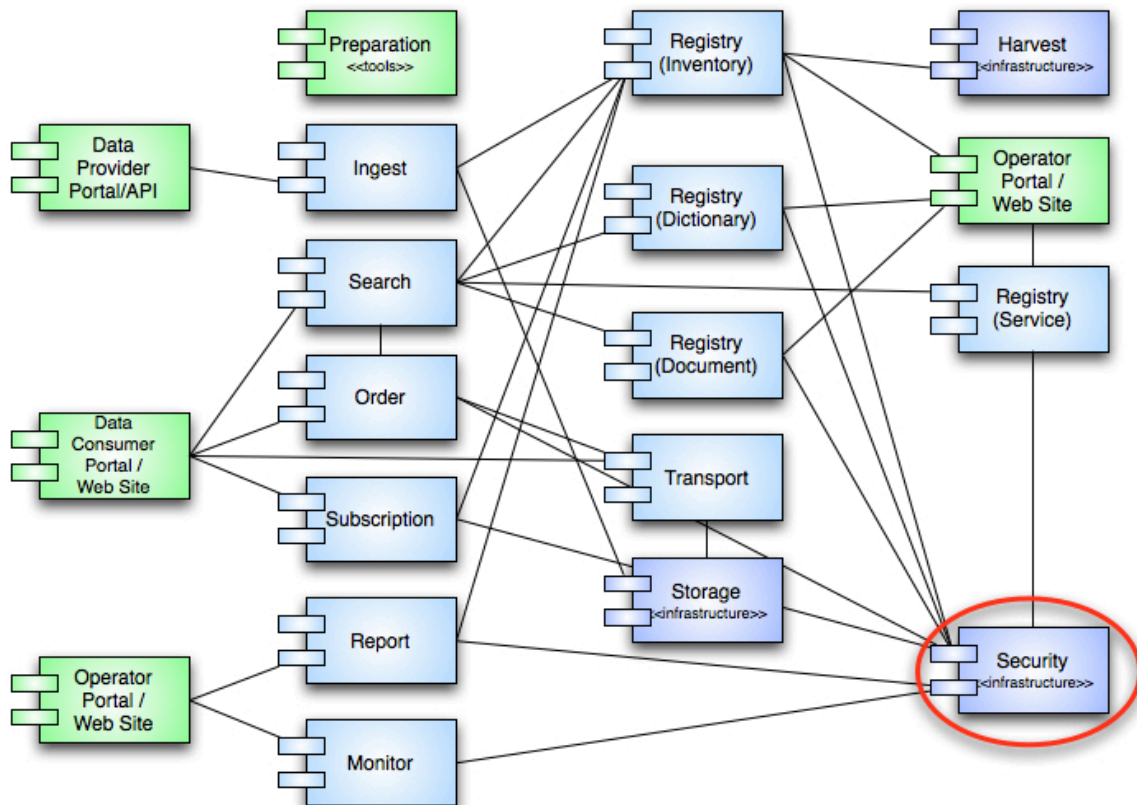 Preparation
<<tools>>
Registry
(Inventory)
Harvest
<<infrastructure>>
Data
Provider
Portal/API
Ingest
Registry
(Dictionary)
Operator
Portal /
Web Site
Search
Registry
(Service)
Registry
(Document)
Order
Data
Consumer
Portal /
Web Site
Transport
Subscription
Storage
<<infrastructure>>
Report
Security
<<infrastructure>>
Operator
Portal /
Web Site
Monitor